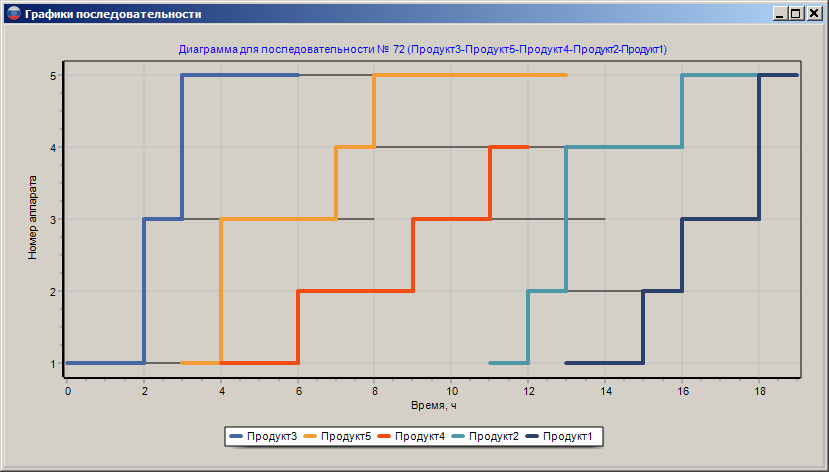 Графики последовательности
Диаграмма для последовательности № 72 (Продукт3-Продукт5-Продукт4-Продукт2-Продукт1)
Номер аппарата
5
4
3
2
1
0 2 4 6 8 10 12 14 16 18
Время, ч
Продукт3 Продукт5 Продукт4 Продукт2 Продукт1